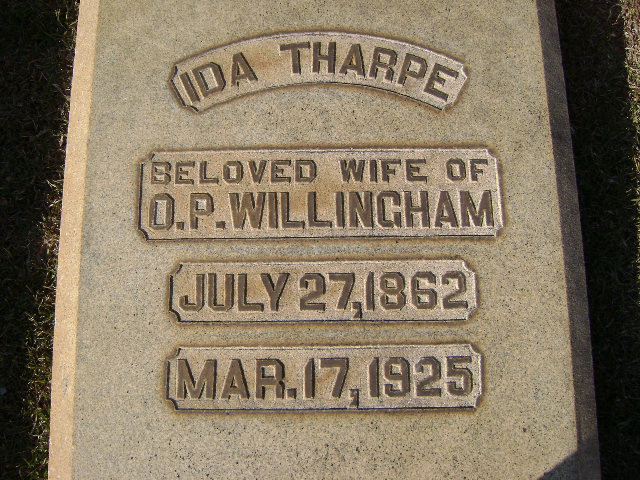 IDA THARPE
BELOVED WIFE OF
O.P. WILLINGHAM
JULY 27, 1862
MAR. 17, 1925